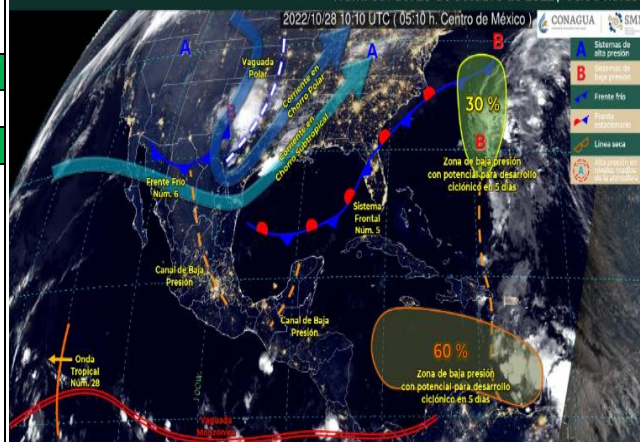 2022/10/28 10:10 UTC ( 05:10 h. Centro de México )
CONAGUA
SMN
A
Sistemas de
alta presión
B
Sistemas de
baja presión
Frente frío
Frente
estacionario
Línea seca
A
Alta presión en
niveles medios
de la atmósfera
A
Vaguada
Polar
A
B
B
Corriente en
Chorro Polar
Corriente en
Chorro Subtropical
30 %
B
Zona de baja presión
con potencial para desarrollo
ciclónico en 5 días
Frente Frío
Núm. 6
Sistema
Frontal
Núm. 5
Canal de Baja
Presión
Canal de Baja
Presión
60 %
Zona de baja presión
con potencial para desarrollo
ciclónico en 5 días
Onda
Tropical
Núm. 28
Vaguada
Monzónica